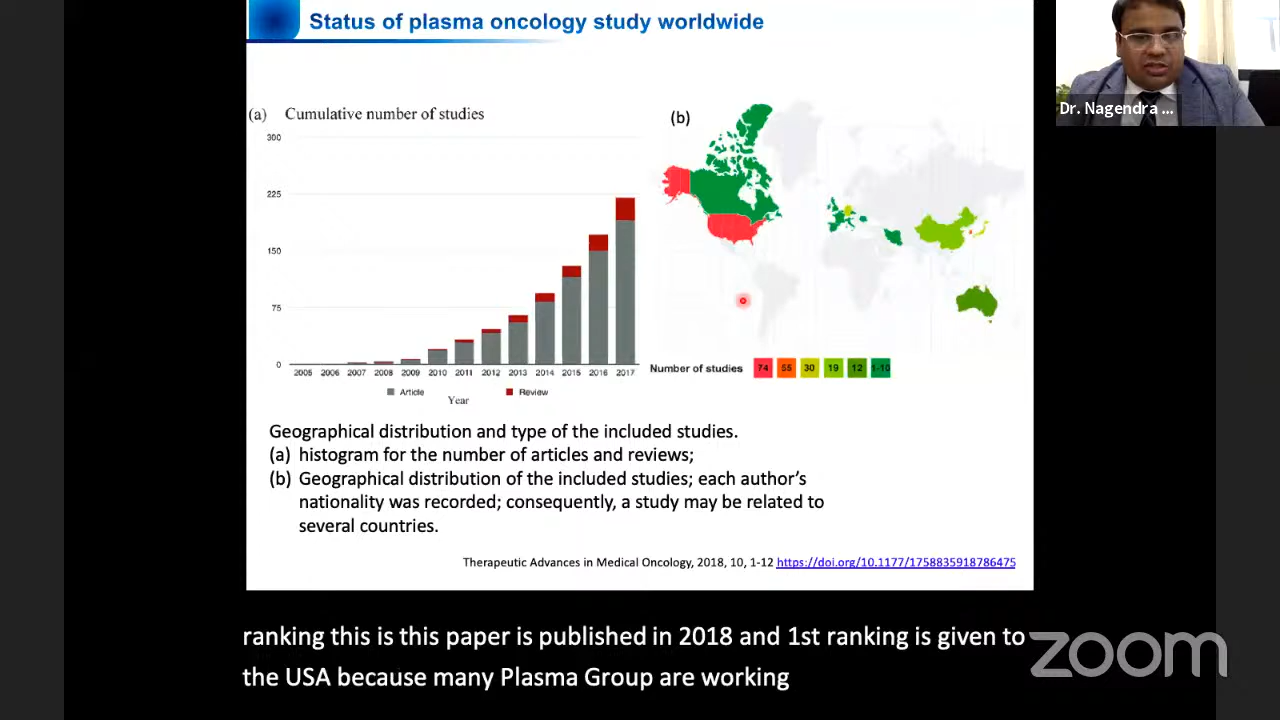 Status of plasma oncology study worldwide
Dr. Nagendra ...
(a) Cumulative number of studies
(b)
300
225
150
75
0
2005 2006 2007 2008 2009 2010 2011 2012 2013 2014 2015 2016 2017
Article Review
Year
Number of studies 74 55 30 19 12 1-10
Geographical distribution and type of the included studies.
(a) histogram for the number of articles and reviews;
(b) Geographical distribution of the included studies; each author's
nationality was recorded; consequently, a study may be related to
several countries.
Therapeutic Advances in Medical Oncology, 2018, 10, 1-12 https://doi.org/10.1177/1758835918786475
ranking this is this paper is published in 2018 and 1st ranking is given to
the USA because many Plasma Group are working
zoom